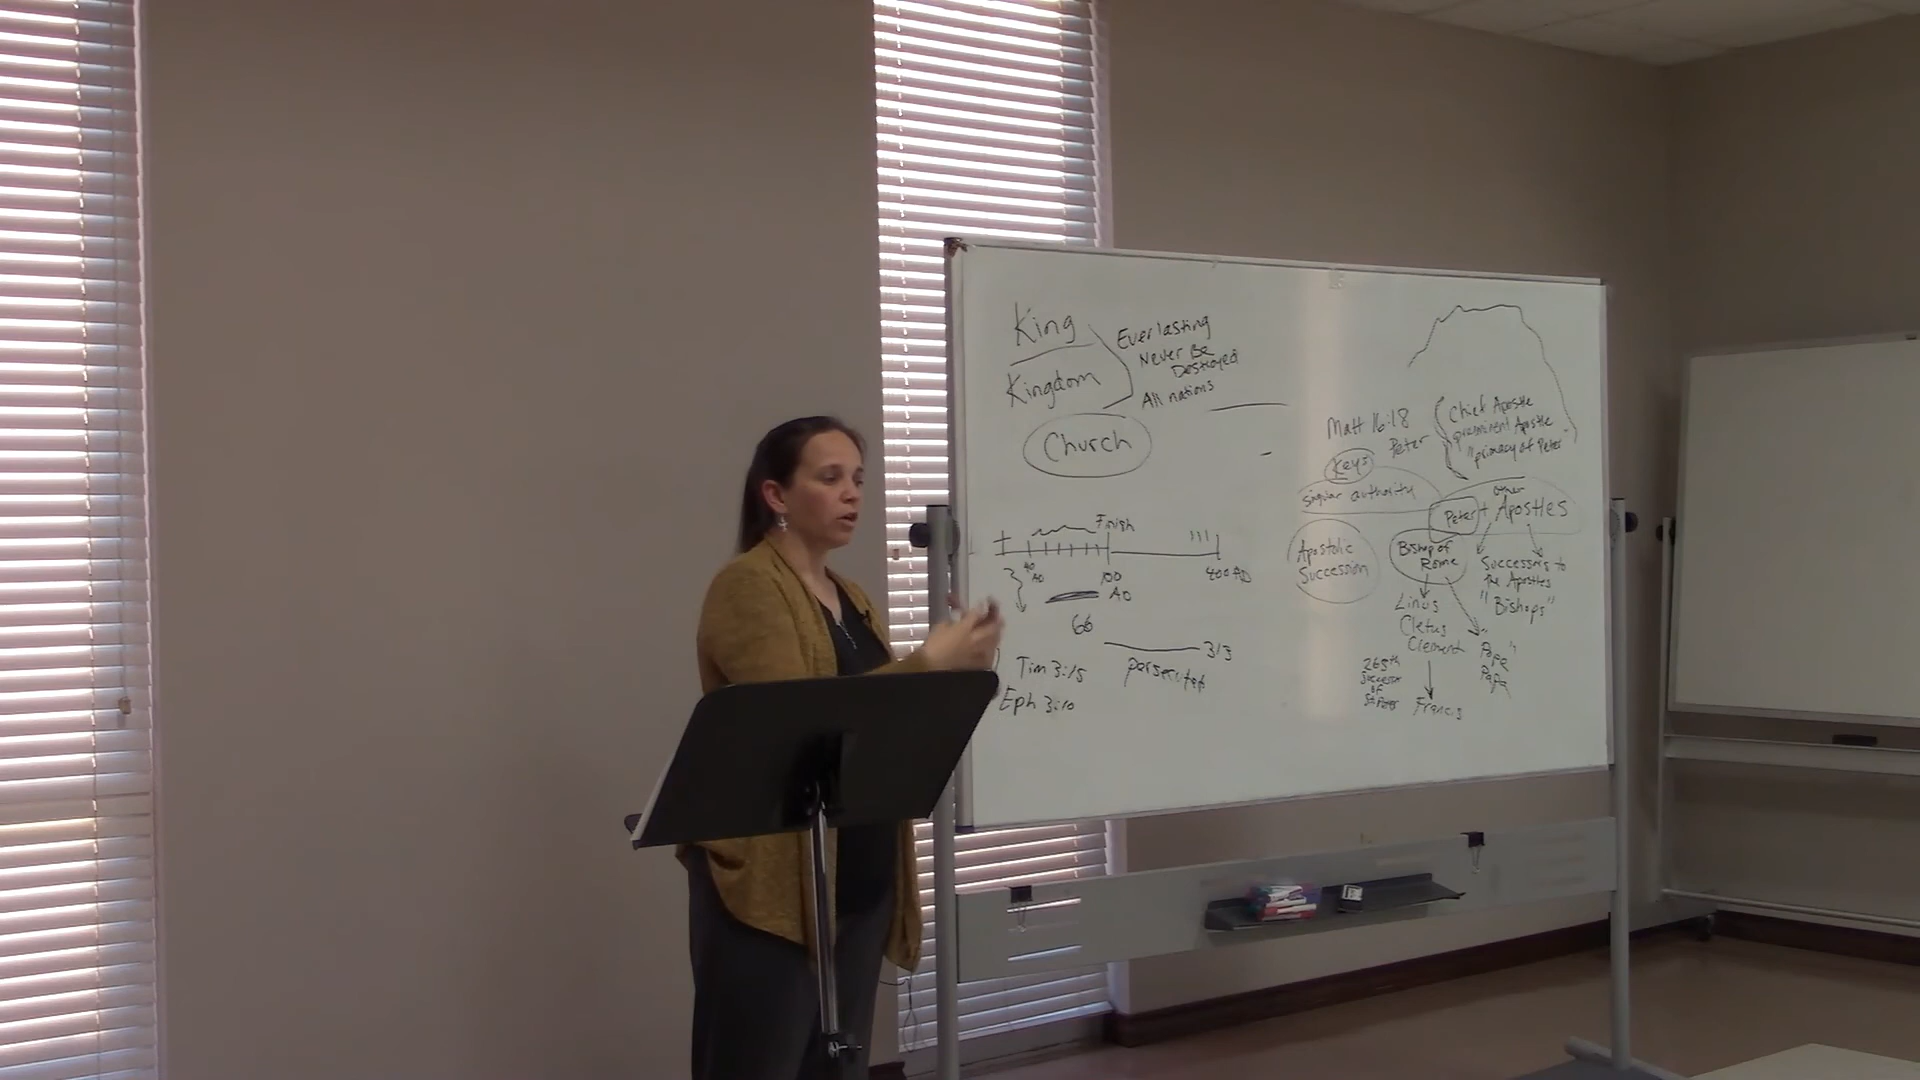 King
Kingdom
Church
Everlasting
Never Be
Destroyed
All nations
Finish
40
AD
100
AD
400 AD
66
313
persecuted
Tim 3:15
Eph 3:10
Matt 16:18
Peter
Keys
singular authority
Chief Apostle
prominent Apostle
"primacy of Peter"
other
Peter + Apostles
Apostolic
Succession
Bishop of
Rome
Successors to
the Apostles
"Bishops"
Linus
Cletus
Clement
"Pope"
Papa
265th
Successor
of
St Peter
Francis